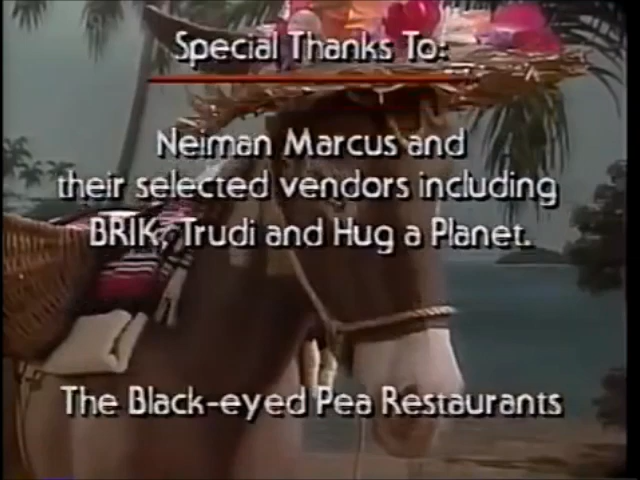 Special Thanks To:
Neiman Marcus and
their selected vendors including
BRIK, Trudi and Hug a Planet.
The Black-eyed Pea Restaurants